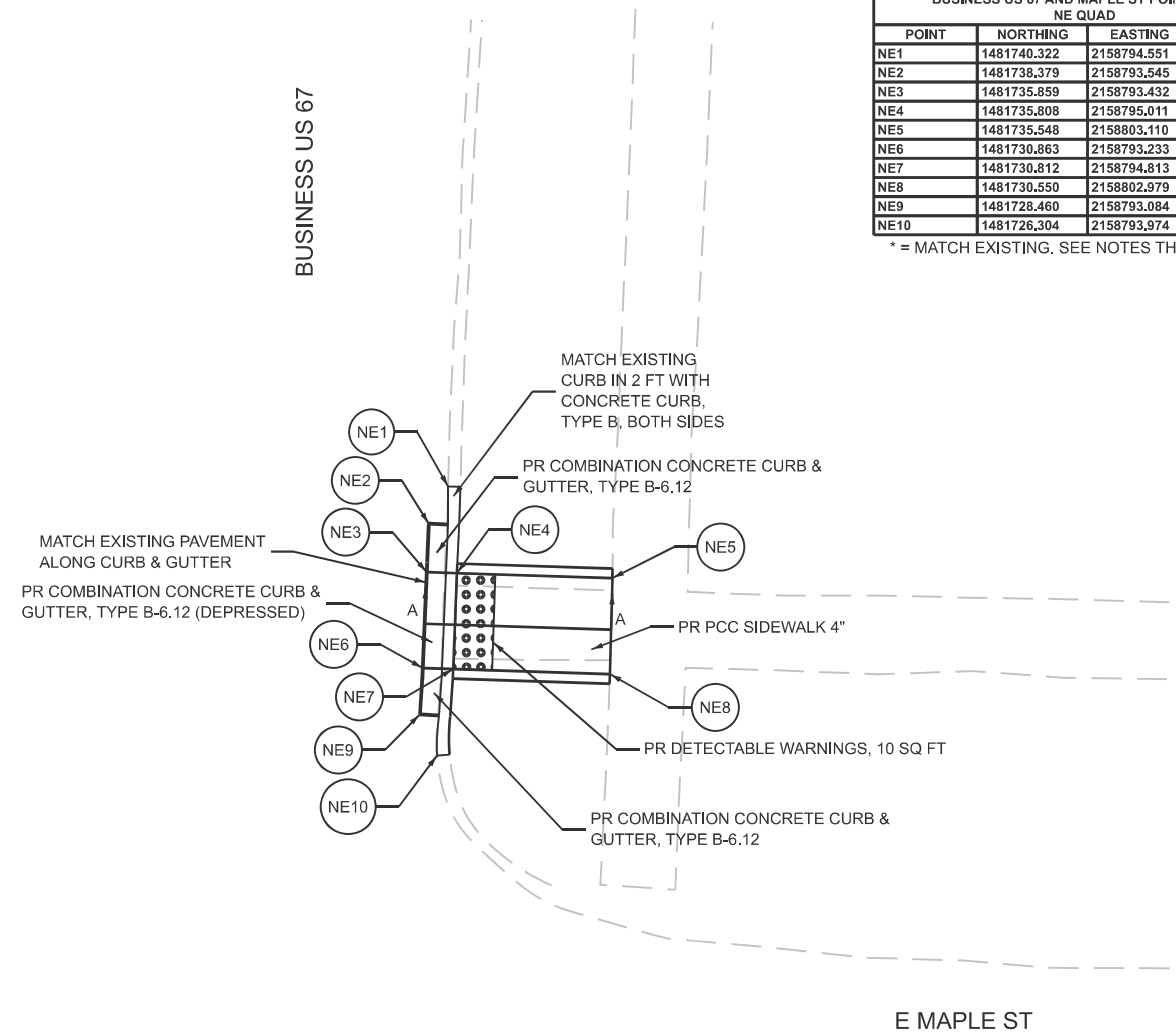 NE QUAD
POINT NORTHING EASTING
NE1 1481740.322 2158794.551
NE2 1481738.379 2158793.545
NE3 1481735.859 2158793.432
NE4 1481735.808 2158795.011
NE5 1481735.548 2158803.110
NE6 1481730.863 2158793.233
NE7 1481730.812 2158794.813
NE8 1481730.550 2158802.979
NE9 1481728.460 2158793.084
NE10 1481726.304 2158793.974
* = MATCH EXISTING. SEE NOTES TH
BUSINESS US 67
MATCH EXISTING
CURB IN 2 FT WITH
CONCRETE CURB,
TYPE B, BOTH SIDES
NE1
PR COMBINATION CONCRETE CURB &
GUTTER, TYPE B-6.12
NE2
NE3
NE4
NE5
MATCH EXISTING PAVEMENT
ALONG CURB & GUTTER
PR COMBINATION CONCRETE CURB &
GUTTER, TYPE B-6.12 (DEPRESSED)
A
A
PR PCC SIDEWALK 4"
NE6
NE7
NE8
NE9
PR DETECTABLE WARNINGS, 10 SQ FT
NE10
PR COMBINATION CONCRETE CURB &
GUTTER, TYPE B-6.12
E MAPLE ST